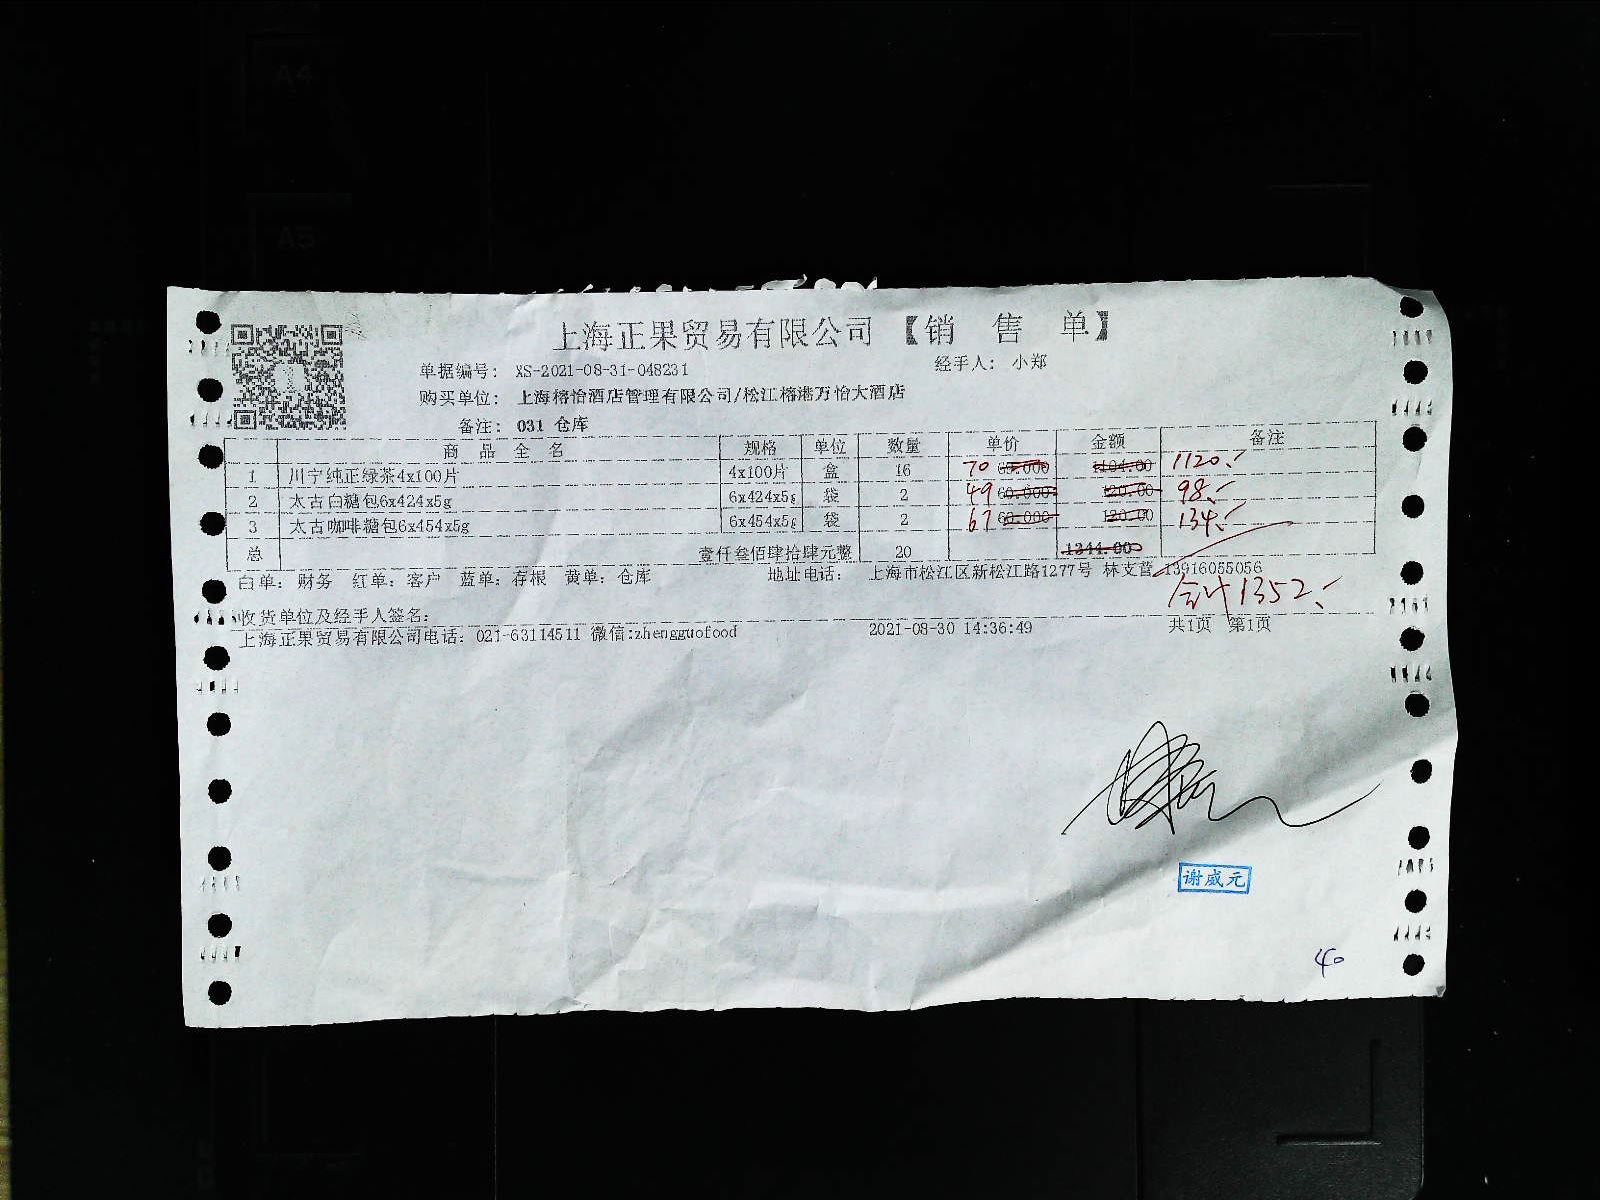 A4
A5
上海正果贸易有限公司【销 售 单】
单据编号: XS-2021-08-31-048231 经手人: 小郑
购买单位: 上海榕怡酒店管理有限公司/松江榕港万怡大酒店
备注: 031 仓库
商 品 全 名 规格 单位 数量 单价 金额 备注
1 川宁纯正绿茶4x100片 4x100片 盒 16 70 1120.-
2 太古白糖包6x424x5g 6x424x5g 袋 2 49 60.000 120.00 98.-
3 太古咖啡糖包6x454x5g 6x454x5g 袋 2 67 60.000 120.00 134.-
总 壹仟叁佰肆拾肆元整 20 1344.00
白单: 财务 红单: 客户 蓝单: 存根 黄单: 仓库 地址电话: 上海市松江区新松江路1277号 13916055056
合计1352.-
收货单位及经手人签名:
上海正果贸易有限公司电话: 021-63114511 微信:zhengguofood 2021-08-30 14:36:49 共1页 第1页
谢威元
40